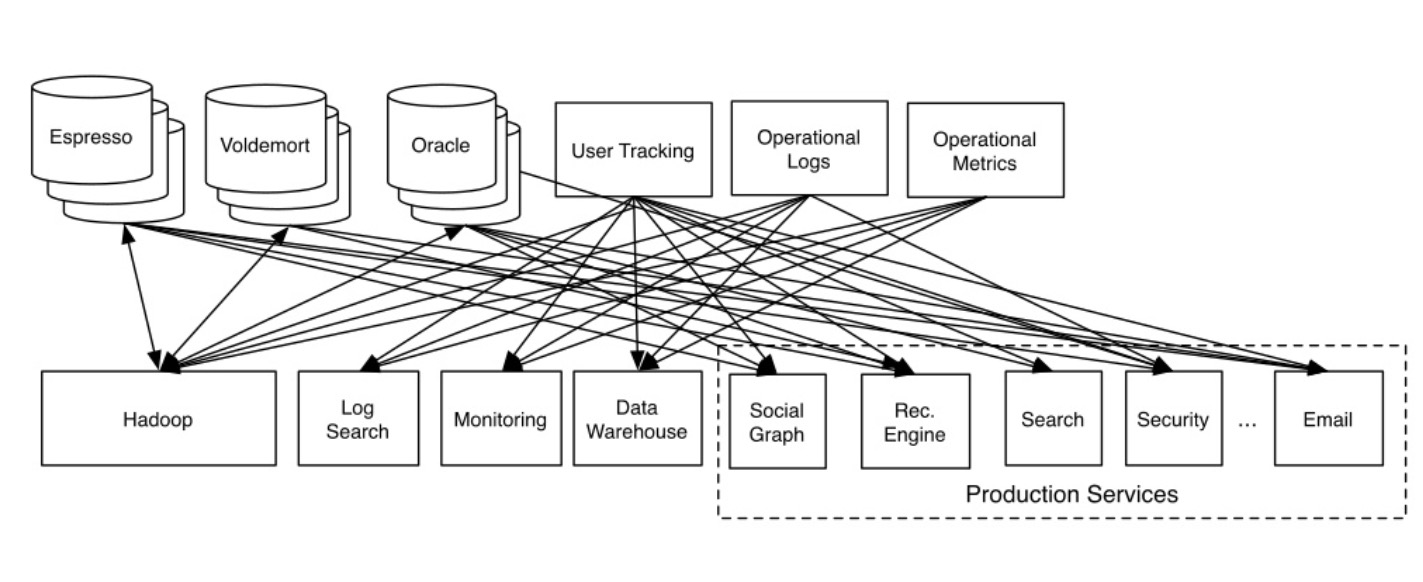 Espresso
Voldemort
Oracle
User Tracking
Operational
Logs
Operational
Metrics
Hadoop
Log
Search
Monitoring
Data
Warehouse
Social
Graph
Rec.
Engine
Search
Security
...
Email
Production Services